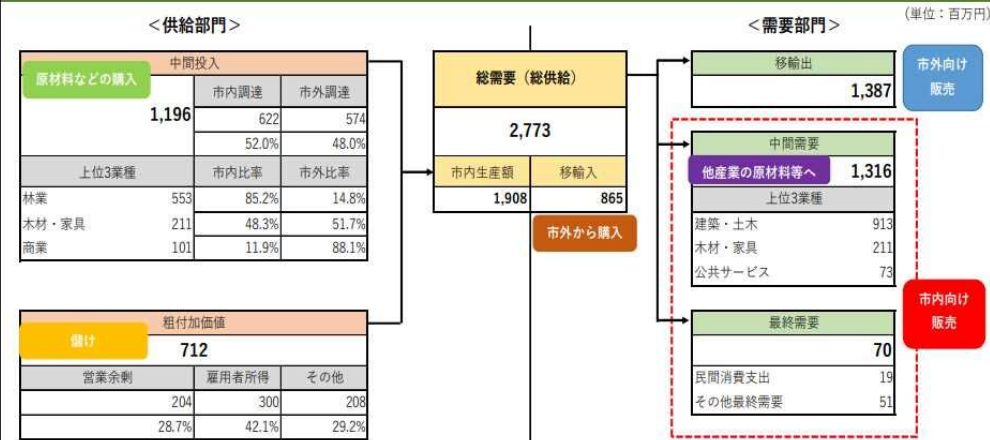 (単位：百万円)
＜供給部門＞
＜需要部門＞
中間投入
原材料などの購入
市内調達 市外調達
1,196
622 574
52.0% 48.0%
上位3業種 市内比率 市外比率
林業 553 85.2% 14.8%
木材・家具 211 48.3% 51.7%
商業 101 11.9% 88.1%
粗付加価値
儲け
712
営業余剰 雇用者所得 その他
204 300 208
28.7% 42.1% 29.2%
総需要（総供給）
2,773
市内生産額 移輸入
1,908 865
市外から購入
移輸出
1,387
市外向け
販売
中間需要
他産業の原材料等へ
1,316
上位3業種
建築・土木 913
木材・家具 211
公共サービス 73
最終需要
70
民間消費支出 19
その他最終需要 51
市内向け
販売